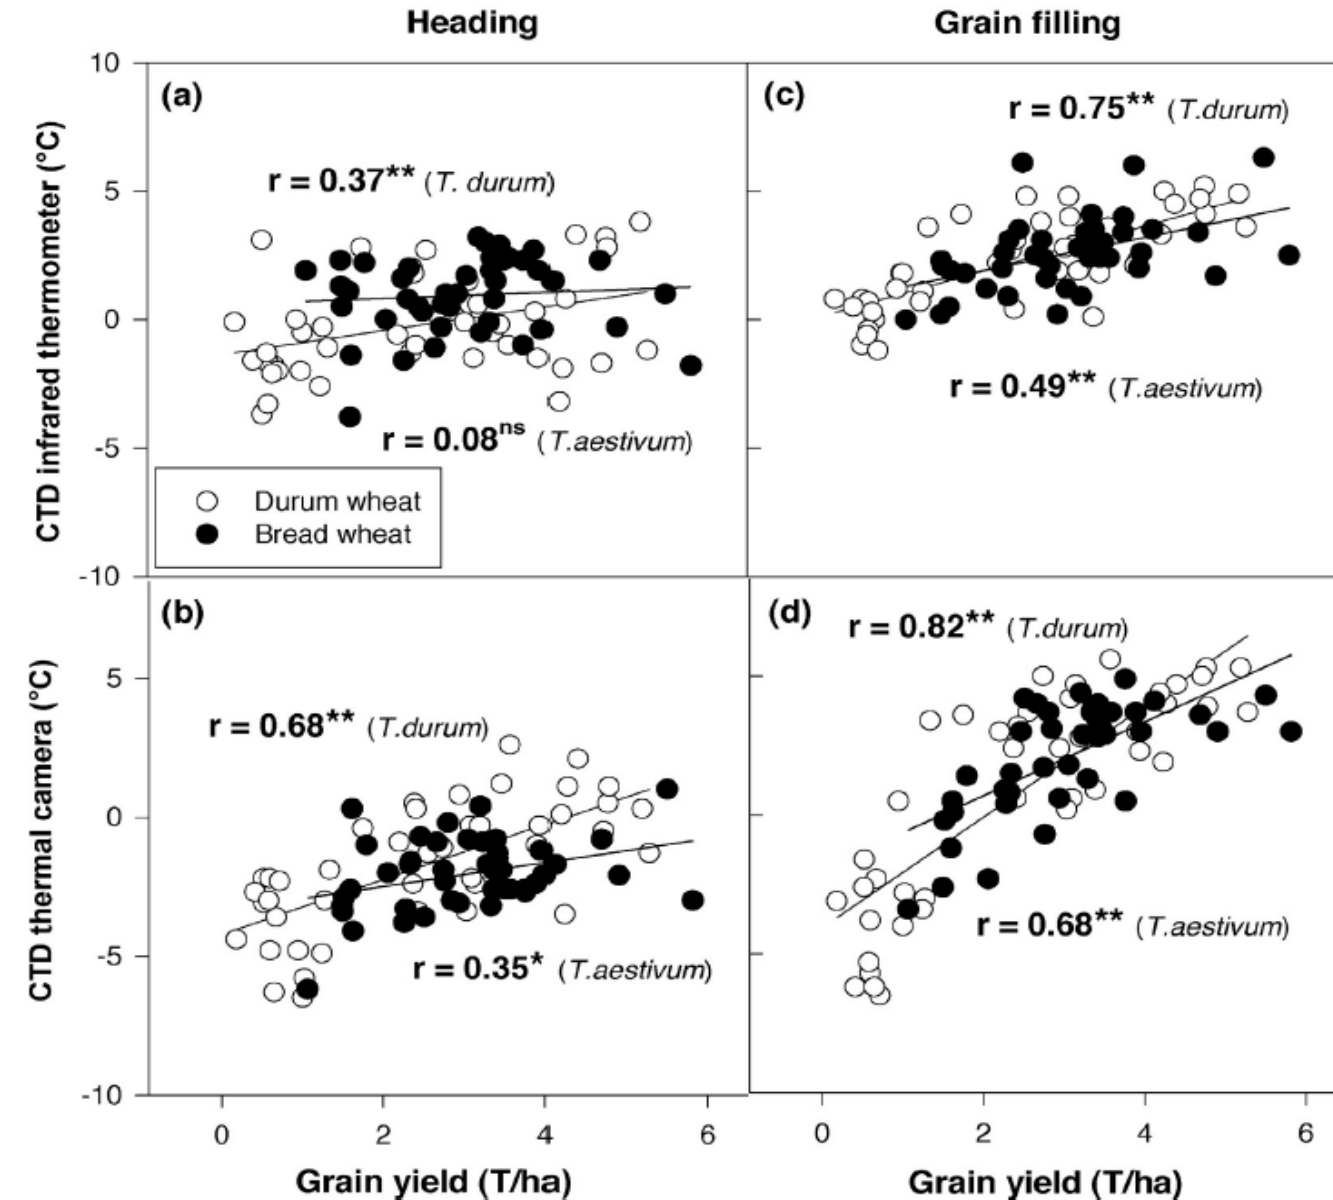 Heading
Grain filling
CTD infrared thermometer (°C)
10
5
0
-5
-10
(a)
r = 0.37** (T. durum)
r = 0.08ns (T.aestivum)
Durum wheat
Bread wheat
(c)
r = 0.75** (T.durum)
r = 0.49** (T.aestivum)
CTD thermal camera (°C)
5
0
-5
-10
(b)
r = 0.68** (T.durum)
r = 0.35* (T.aestivum)
(d)
r = 0.82** (T.durum)
r = 0.68** (T.aestivum)
0 2 4 6
0 2 4 6
Grain yield (T/ha)
Grain yield (T/ha)